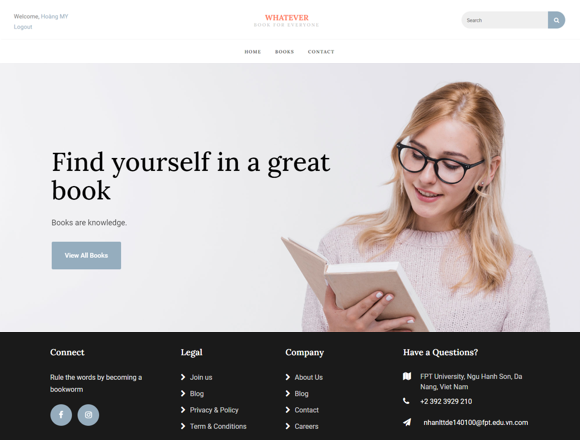 Welcome, Hoàng MY
Logout
WHATEVER
BOOK FOR EVERYONE
Search
HOME BOOKS CONTACT
Find yourself in a great
book
Books are knowledge.
View All Books
Connect
Rule the words by becoming a
bookworm
Legal
Join us
Blog
Privacy & Policy
Term & Conditions
Company
About Us
Blog
Contact
Careers
Have a Questions?
FPT University, Ngu Hanh Son, Da
Nang, Viet Nam
+2 392 3929 210
nhanlttde140100@fpt.edu.vn.com